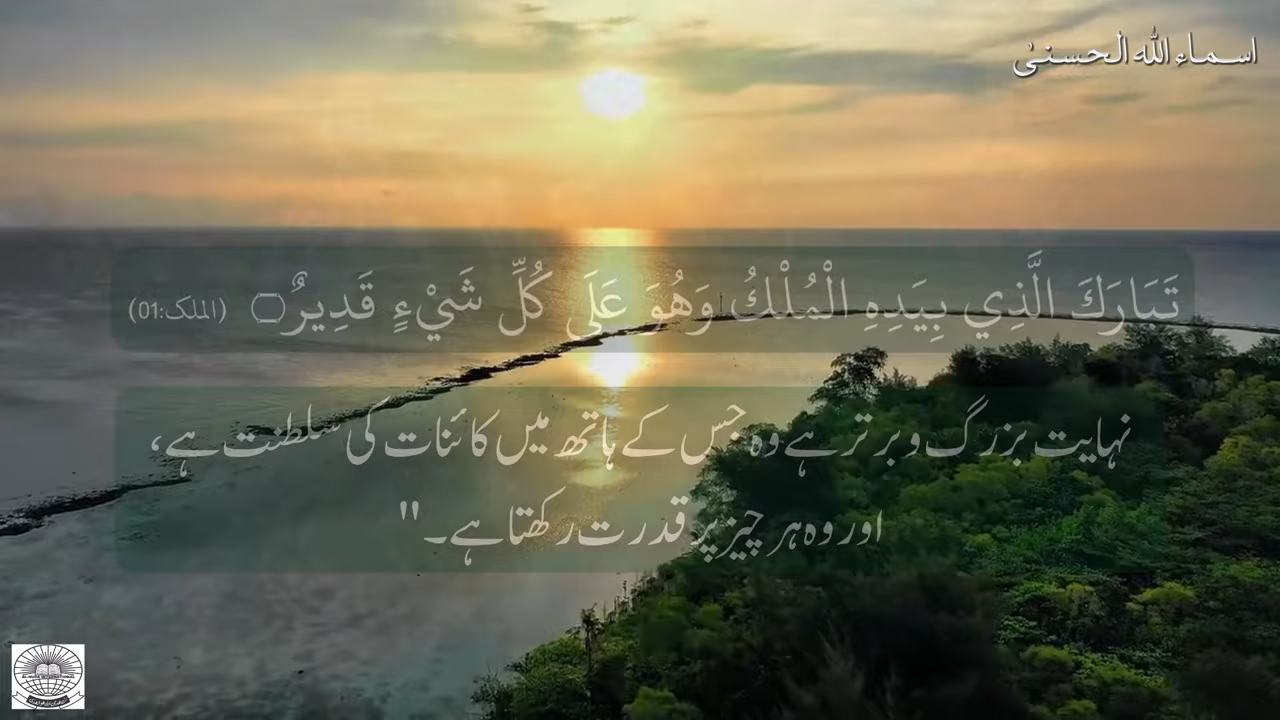 اسماء اللہ الحسنیٰ
تَبَارَكَ الَّذِي بِيَدِهِ الْمُلْكُ وَهُوَ عَلَى كُلِّ شَيْءٍ قَدِيرٌ۝ (الملک:01)
نہایت بزرگ و برتر ہے وہ جس کے ہاتھ میں کائنات کی سلطنت ہے،
اور وہ ہر چیز پر قدرت رکھتا ہے۔"